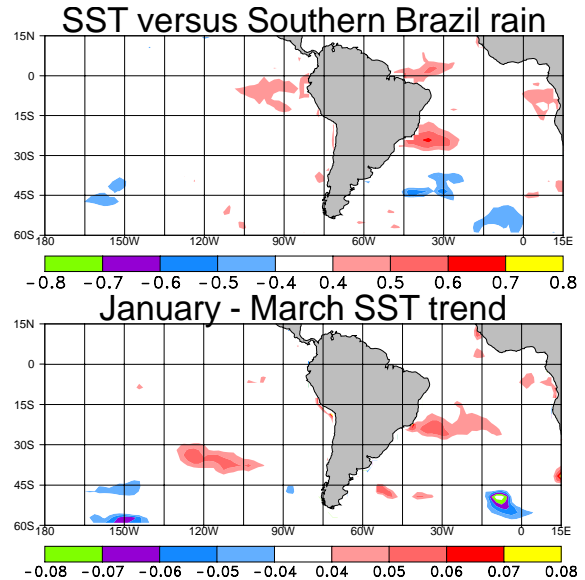 SST versus Southern Brazil rain
15N
0
15S
30S
45S
60S
180 150W 120W 90W 60W 30W 0 15E
-0.8 -0.7 -0.6 -0.5 -0.4 0.4 0.5 0.6 0.7 0.8
January - March SST trend
15N
0
15S
30S
45S
60S
180 150W 120W 90W 60W 30W 0 15E
-0.08 -0.07 -0.06 -0.05 -0.04 0.04 0.05 0.06 0.07 0.08